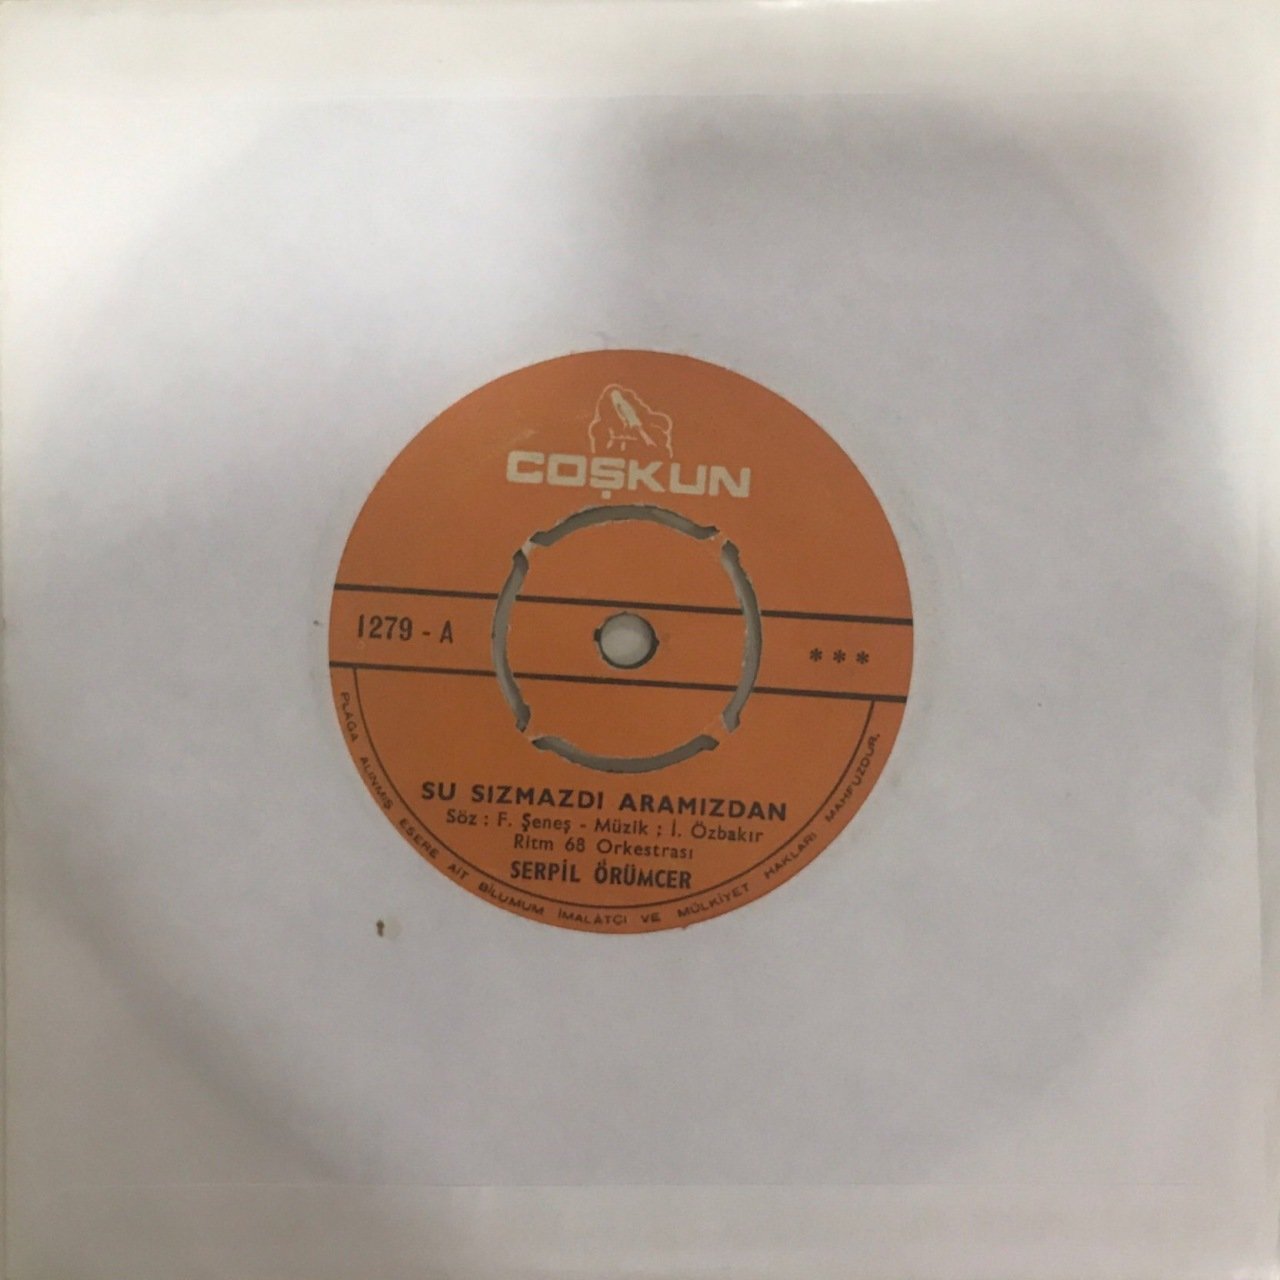 COŞKUN
1279 - A
***
SU SIZMAZDI ARAMIZDAN
Söz : F. Şeneş - Müzik ; İ. Özbakır
Ritm 68 Orkestrası
SERPİL ÖRÜMCER
PLAĞA ALINMIŞ ESERE AİT BİLUMUM İMALÂTÇI VE MÜLKİYET HAKLARI MAHFUZDUR.